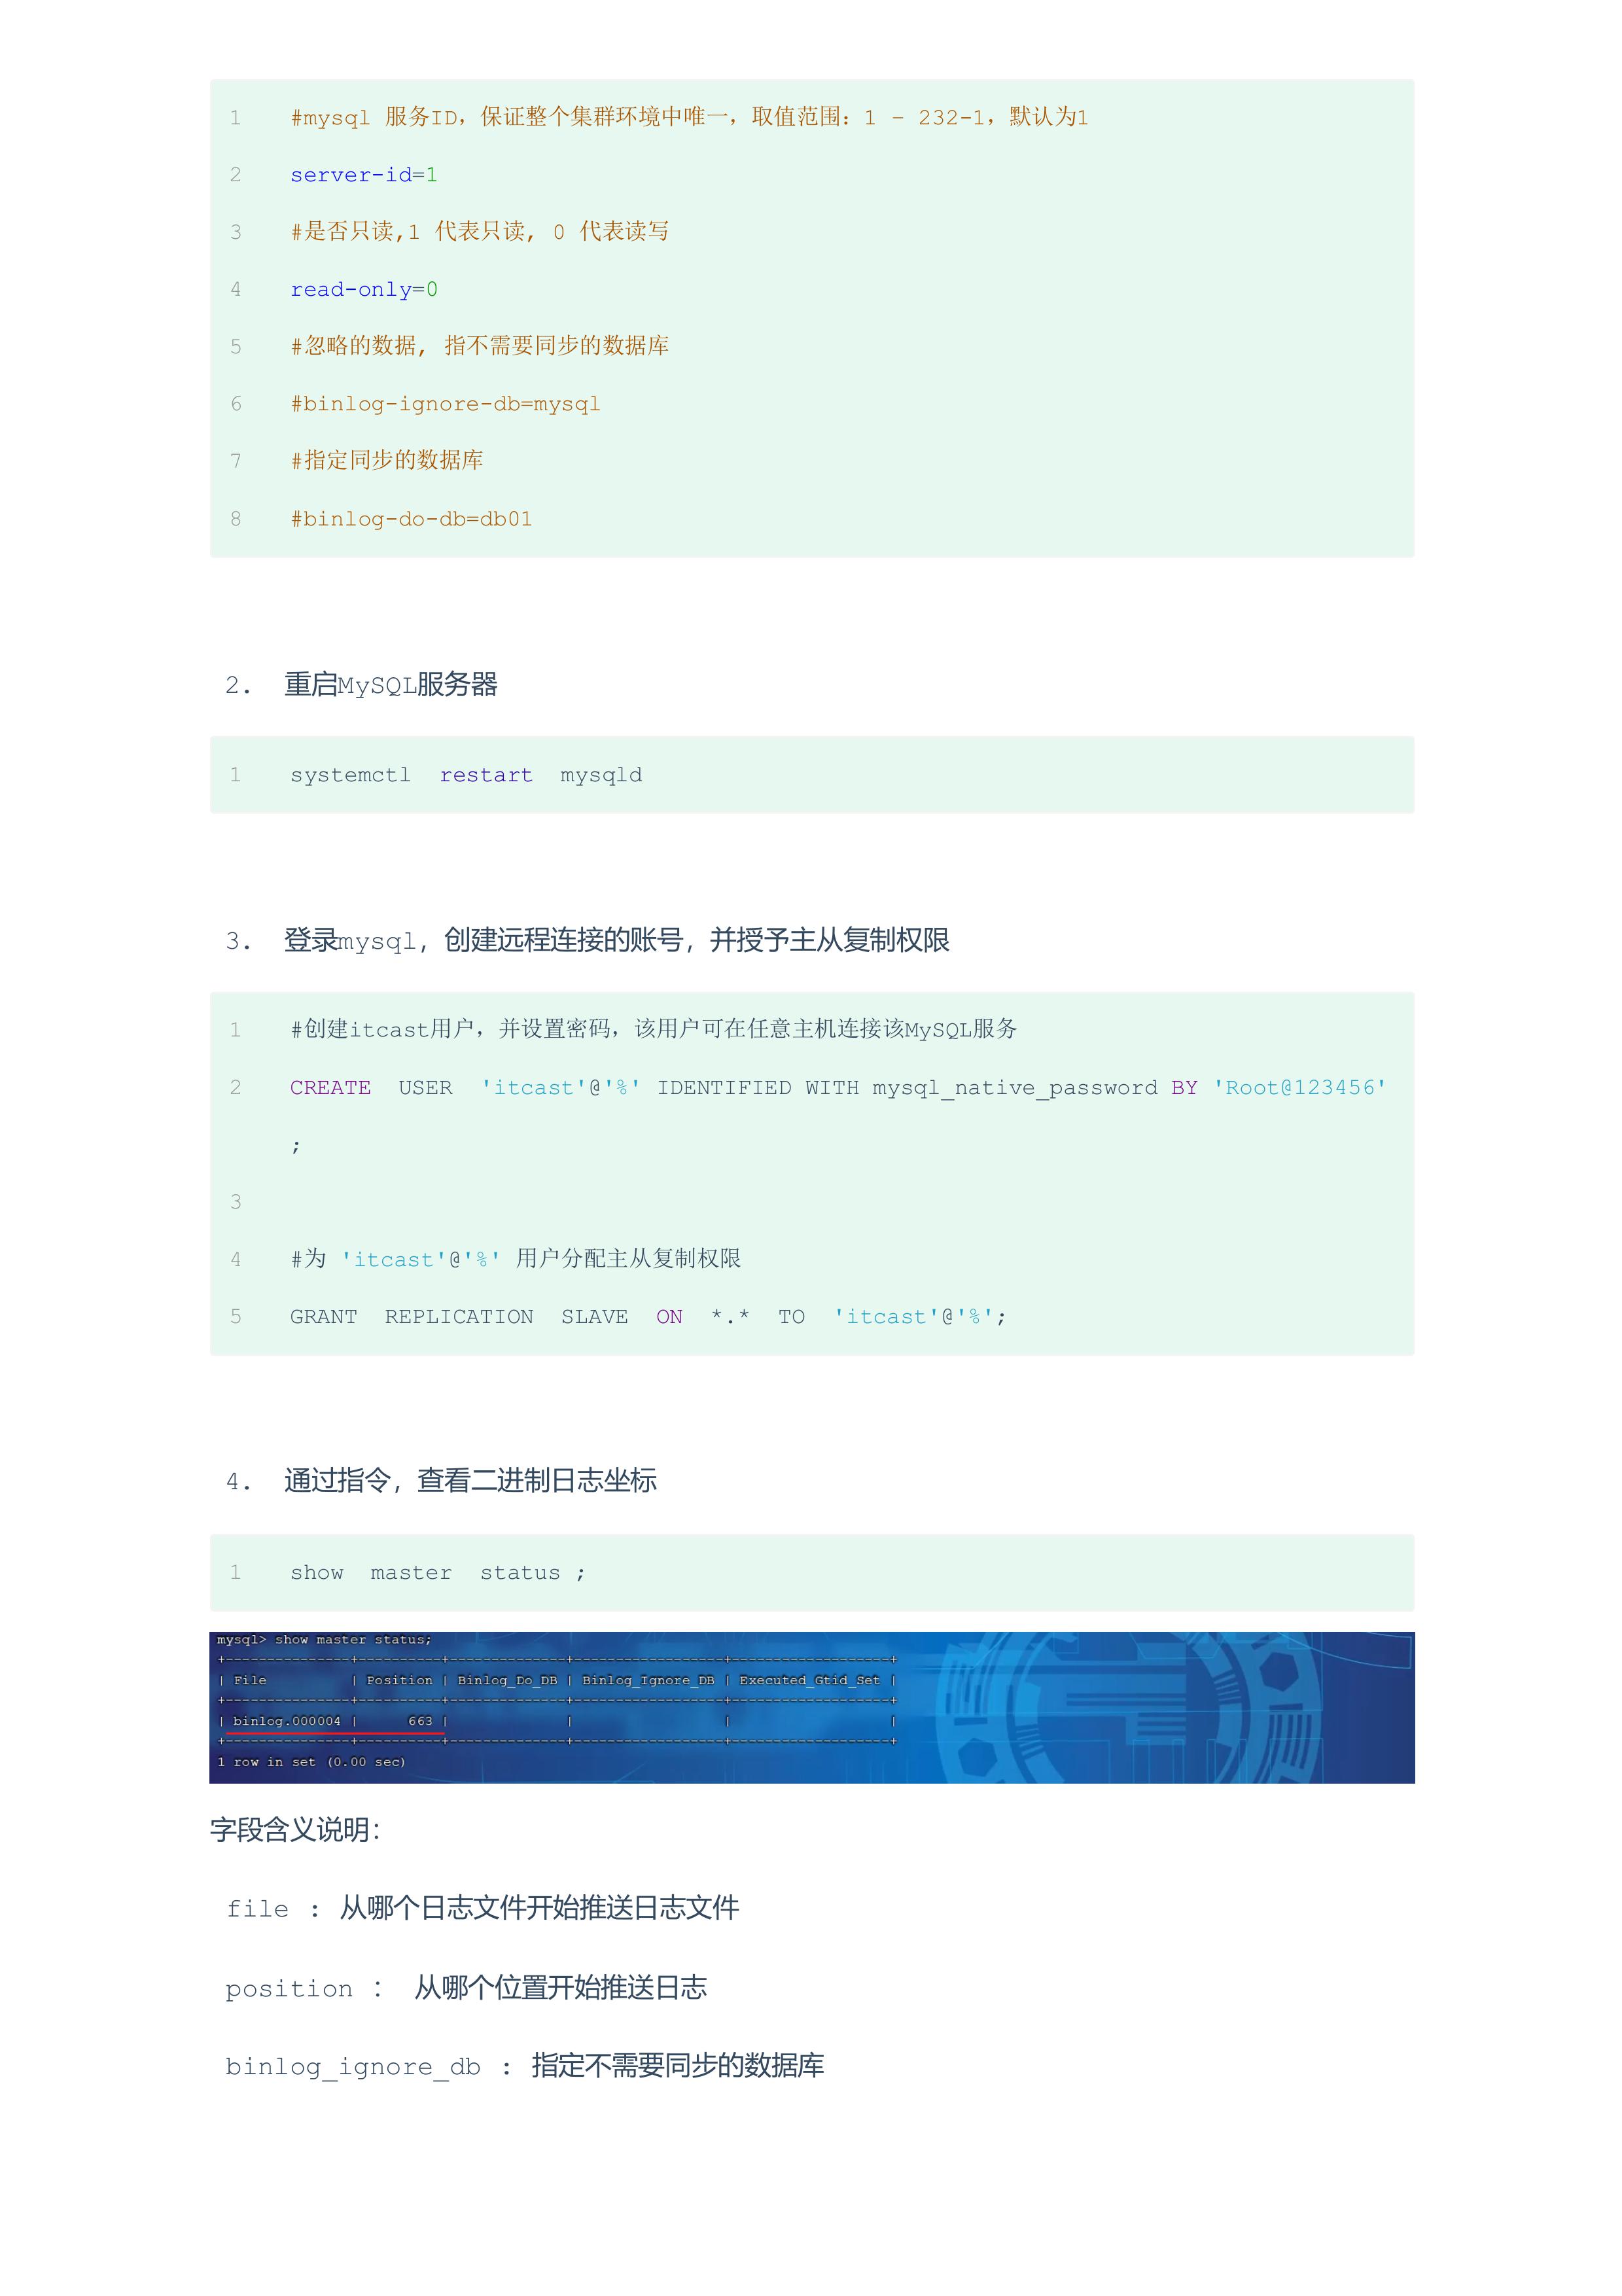 1 #mysql 服务ID，保证整个集群环境中唯一，取值范围：1 – 232-1，默认为1
2 server-id=1
3 #是否只读,1 代表只读, 0 代表读写
4 read-only=0
5 #忽略的数据, 指不需要同步的数据库
6 #binlog-ignore-db=mysql
7 #指定同步的数据库
8 #binlog-do-db=db01
2. 重启MySQL服务器
1 systemctl restart mysqld
3. 登录mysql，创建远程连接的账号，并授予主从复制权限
1 #创建itcast用户，并设置密码，该用户可在任意主机连接该MySQL服务
2 CREATE USER 'itcast'@'%' IDENTIFIED WITH mysql_native_password BY 'Root@123456'
;
3
4 #为 'itcast'@'%' 用户分配主从复制权限
5 GRANT REPLICATION SLAVE ON *.* TO 'itcast'@'%';
4. 通过指令，查看二进制日志坐标
1 show master status ;
mysql> show master status;
+---------------+----------+--------------+------------------+-------------------+
| File          | Position | Binlog_Do_DB | Binlog_Ignore_DB | Executed_Gtid_Set |
+---------------+----------+--------------+------------------+-------------------+
| binlog.000004 |      663 |              |                  |                   |
+---------------+----------+--------------+------------------+-------------------+
1 row in set (0.00 sec)
字段含义说明：
file : 从哪个日志文件开始推送日志文件
position ： 从哪个位置开始推送日志
binlog_ignore_db : 指定不需要同步的数据库